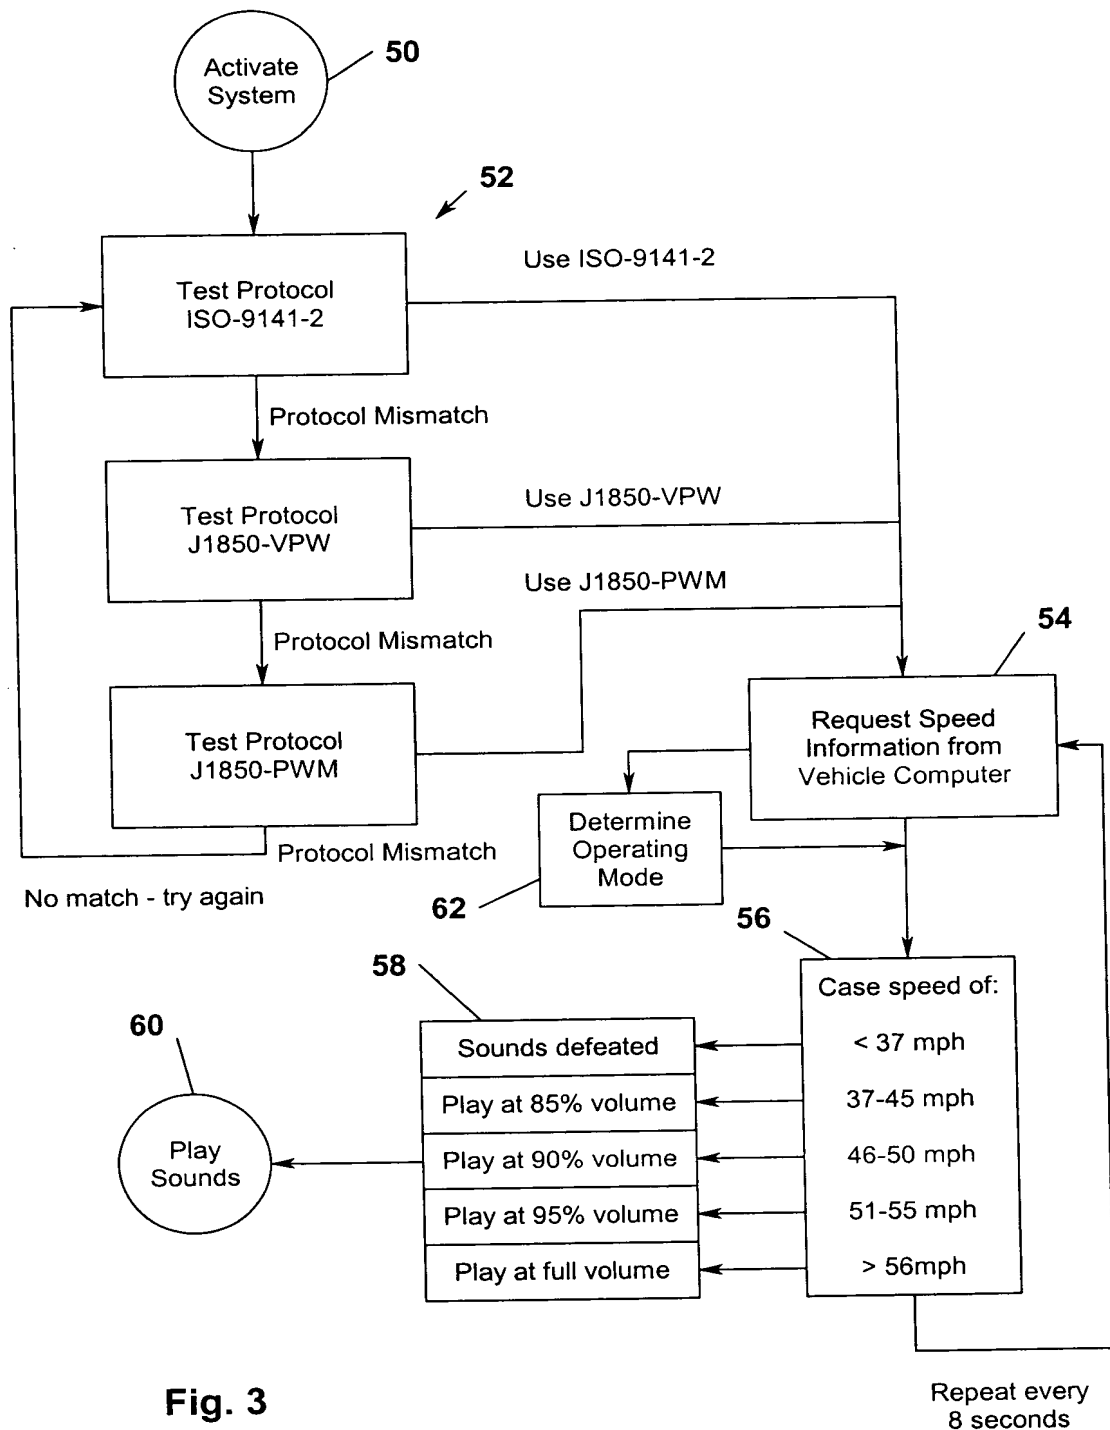 Activate
System
50
52
Test Protocol
ISO-9141-2
Use ISO-9141-2
Protocol Mismatch
Test Protocol
J1850-VPW
Use J1850-VPW
Protocol Mismatch
Use J1850-PWM
Test Protocol
J1850-PWM
Protocol Mismatch
No match - try again
54
Request Speed
Information from
Vehicle Computer
Determine
Operating
Mode
62
56
Case speed of:
< 37 mph
37-45 mph
46-50 mph
51-55 mph
> 56mph
58
Sounds defeated
Play at 85% volume
Play at 90% volume
Play at 95% volume
Play at full volume
60
Play
Sounds
Repeat every
8 seconds
Fig. 3